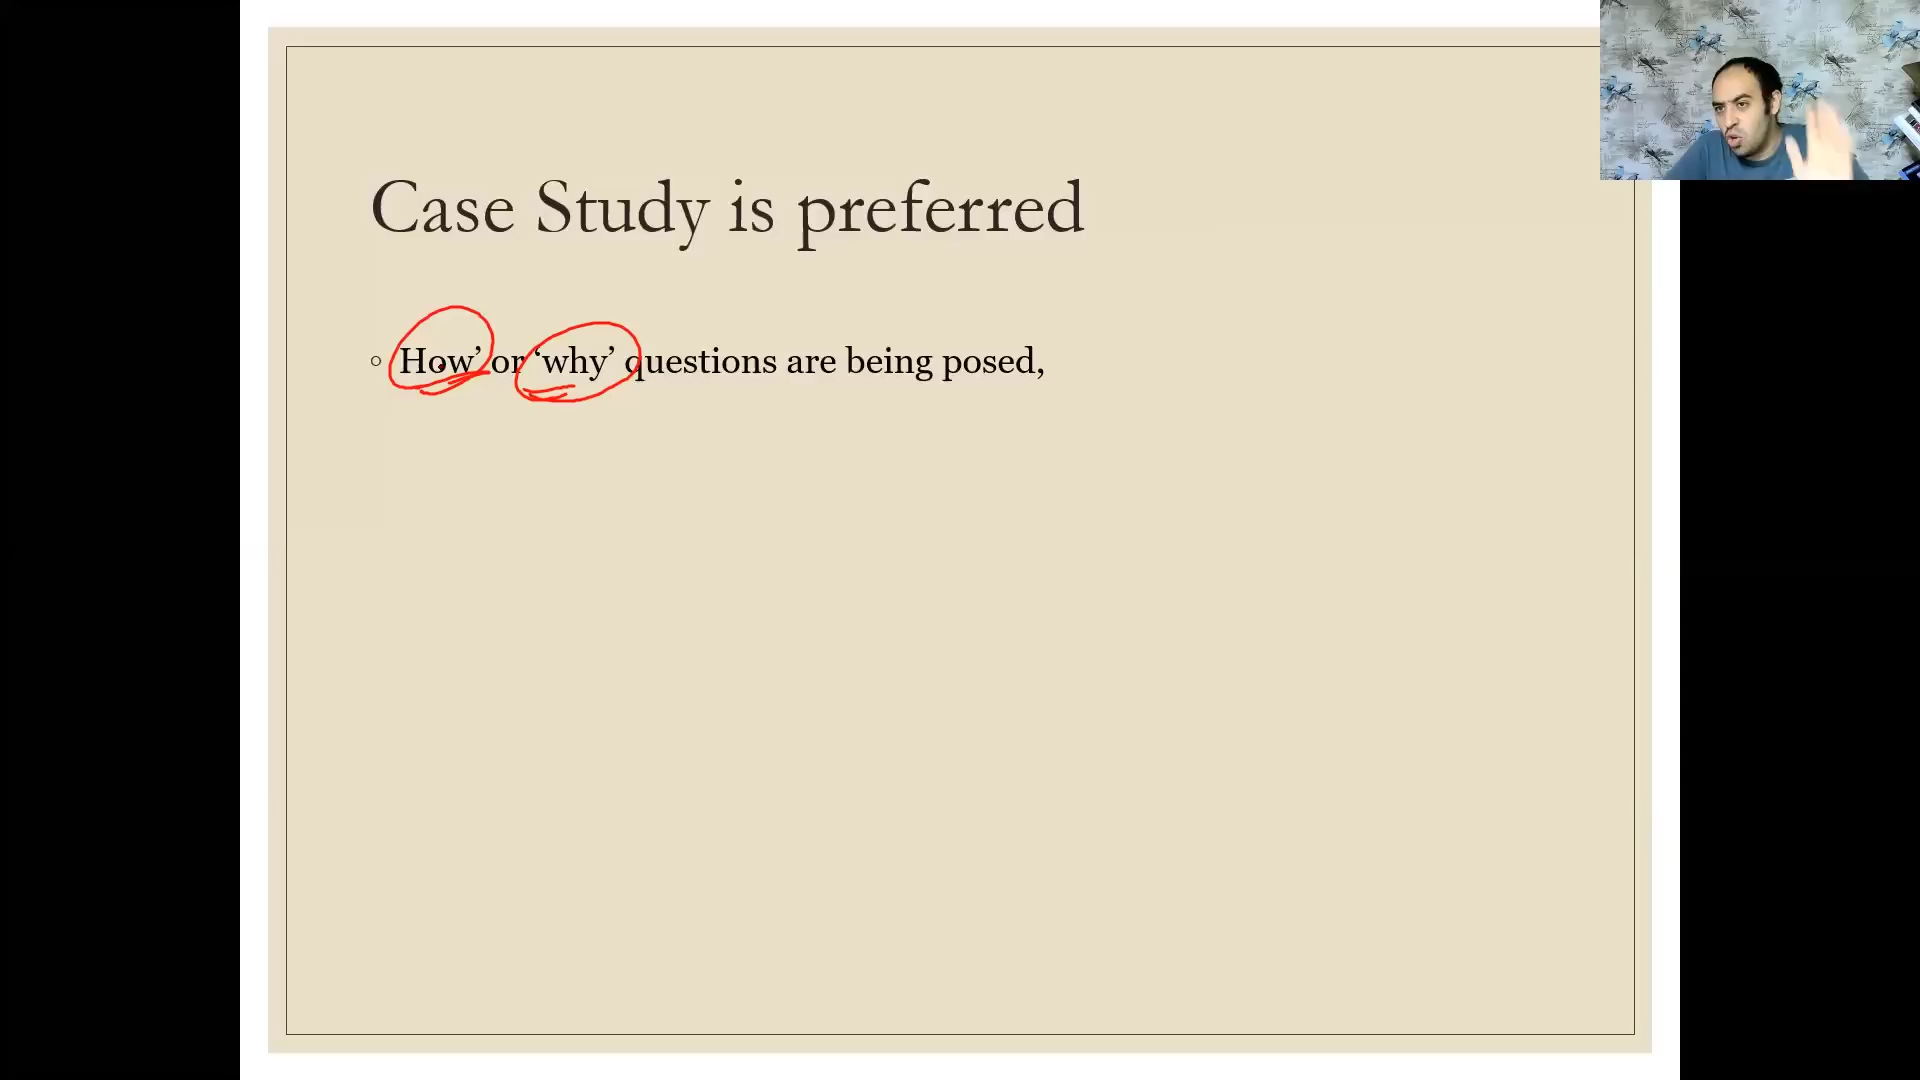 Case Study is preferred
How’ or ‘why’ questions are being posed,